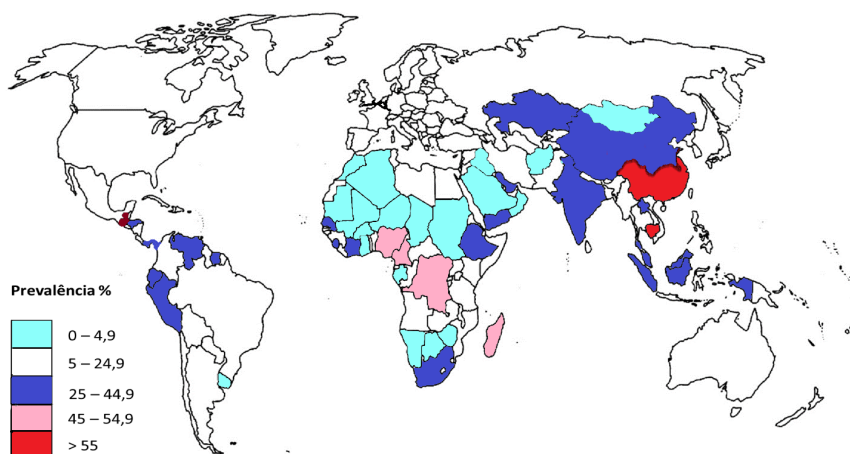 Prevalência %
0 – 4,9
5 – 24,9
25 – 44,9
45 – 54,9
> 55